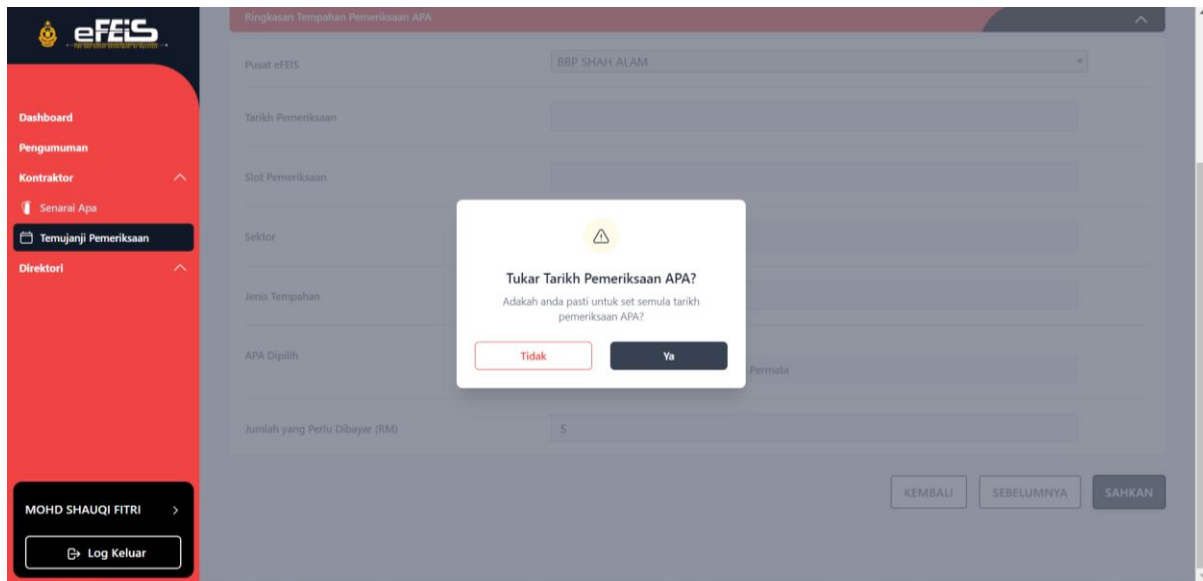 eFEiS
Dashboard
Pengumuman
Kontraktor
Senarai Apa
Temujanji Pemeriksaan
Direktori
MOHD SHAUQI FITRI
Log Keluar
Ringkasan Tempahan Pemeriksaan APA
Pusat eFEIS
BBP SHAH ALAM
Tarikh Pemeriksaan
Slot Pemeriksaan
Sektor
Jenis Tempahan
APA Dipilih
Permata
Jumlah yang Perlu Dibayar (RM)
5
Tukar Tarikh Pemeriksaan APA?
Adakah anda pasti untuk set semula tarikh
pemeriksaan APA?
Tidak
Ya
KEMBALI
SEBELUMNYA
SAHKAN